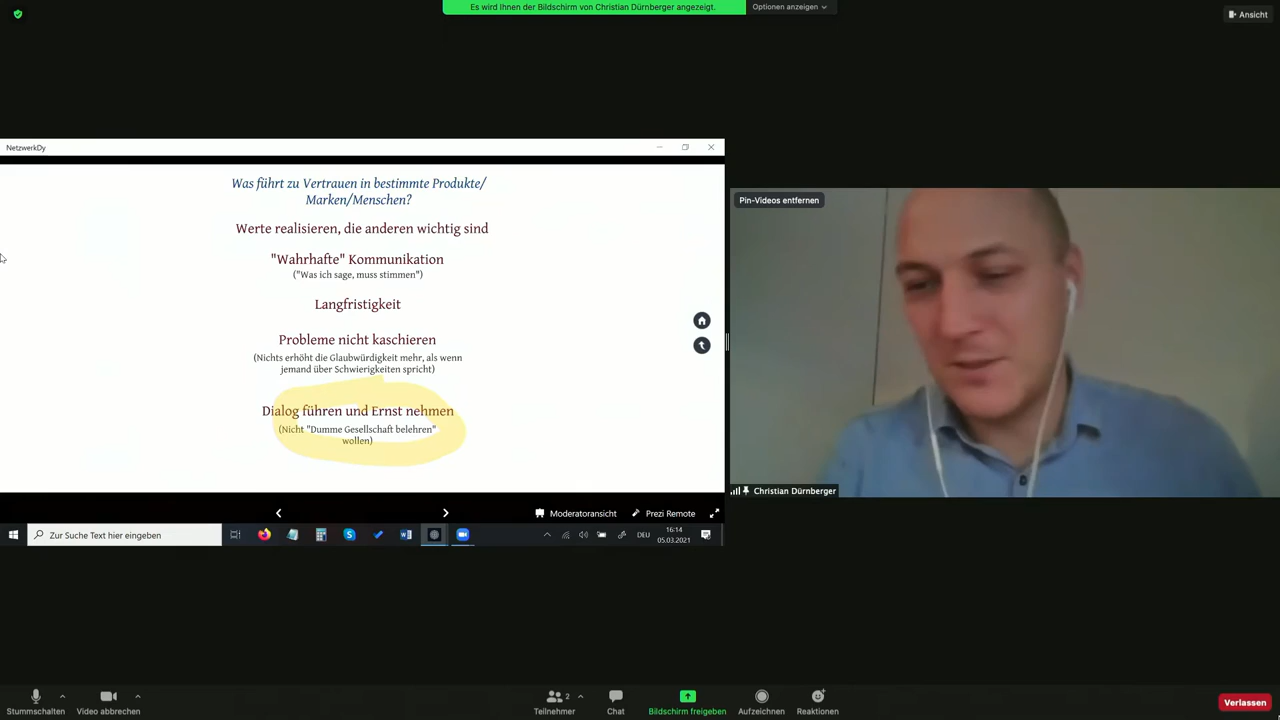 Es wird Ihnen der Bildschirm von Christian Dürnberger angezeigt.
Optionen anzeigen
Ansicht
NetzwerkDy
Was führt zu Vertrauen in bestimmte Produkte/
Marken/Menschen?
Werte realisieren, die anderen wichtig sind
"Wahrhafte" Kommunikation
("Was ich sage, muss stimmen")
Langfristigkeit
Probleme nicht kaschieren
(Nichts erhöht die Glaubwürdigkeit mehr, als wenn
jemand über Schwierigkeiten spricht)
Dialog führen und Ernst nehmen
(Nicht "Dumme Gesellschaft belehren"
wollen)
Pin-Videos entfernen
Christian Dürnberger
Moderatoransicht
Prezi Remote
Zur Suche Text hier eingeben
DEU
16:14
05.03.2021
Stummschalten
Video abbrechen
2
Teilnehmer
Chat
Bildschirm freigeben
Aufzeichnen
Reaktionen
Verlassen